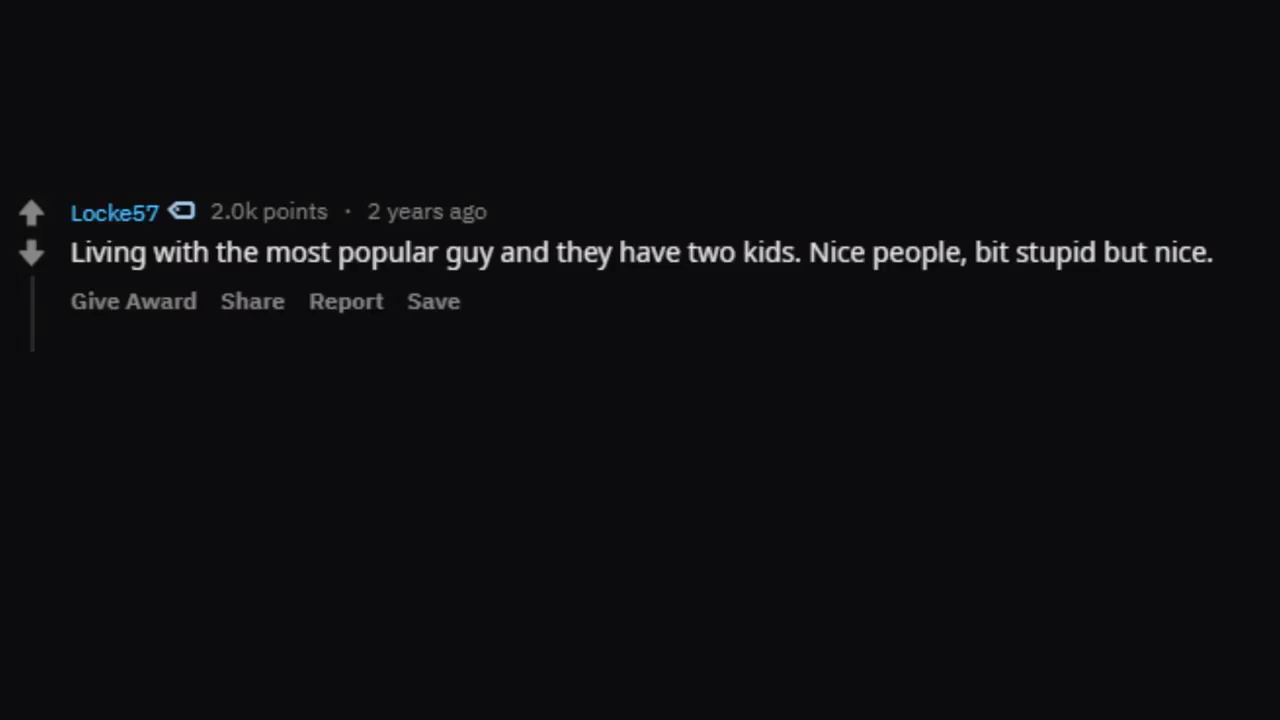 Locke57 2.0k points · 2 years ago
Living with the most popular guy and they have two kids. Nice people, bit stupid but nice.
Give Award Share Report Save